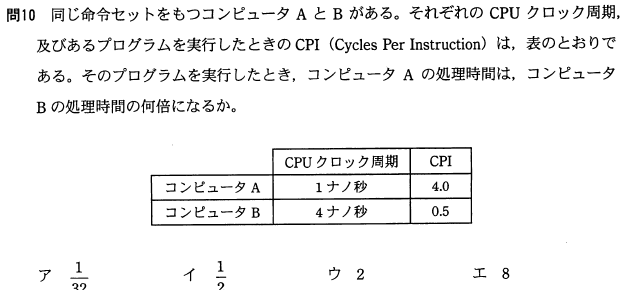 問10 同じ命令セットをもつコンピュータ A と B がある。それぞれの CPU クロック周期,
及びあるプログラムを実行したときの CPI（Cycles Per Instruction）は，表のとおりで
ある。そのプログラムを実行したとき，コンピュータ A の処理時間は，コンピュータ
B の処理時間の何倍になるか。
CPU クロック周期 CPI
コンピュータ A 1 ナノ秒 4.0
コンピュータ B 4 ナノ秒 0.5
ア 1/32 イ 1/2 ウ 2 エ 8